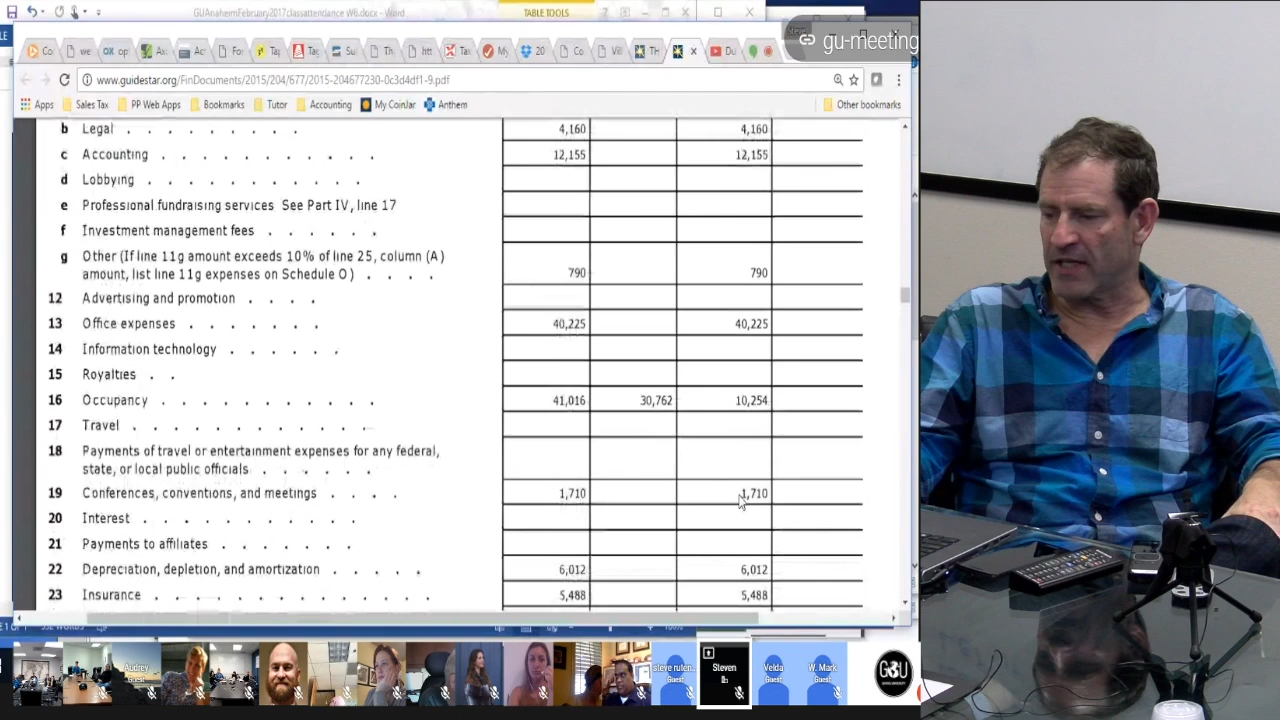 GUAnaheimFebruary2017classattendance W6.docx - Word
TABLE TOOLS
gu-meeting
www.guidestar.org/FinDocuments/2015/204/677/2015-204677230-0c3d4df1-9.pdf
Apps Sales Tax PP Web Apps Bookmarks Tutor Accounting My CoinJar Anthem Other bookmarks
b Legal . . . . . . . . . 4,160 4,160
c Accounting . . . . . . . . . . . 12,155 12,155
d Lobbying . . . . . . . . . . .
e Professional fundraising services See Part IV, line 17
f Investment management fees . . . . . .
g Other (If line 11g amount exceeds 10% of line 25, column (A)
amount, list line 11g expenses on Schedule O) . . . . 790 790
12 Advertising and promotion . . . .
13 Office expenses . . . . . . . 40,225 40,225
14 Information technology . . . . . .
15 Royalties . .
16 Occupancy . . . . . . . . . . . 41,016 30,762 10,254
17 Travel . . . . . . . . . . . .
18 Payments of travel or entertainment expenses for any federal,
state, or local public officials . . . . . .
19 Conferences, conventions, and meetings . . . . 1,710 1,710
20 Interest . . . . . . . . . . .
21 Payments to affiliates . . . . . . .
22 Depreciation, depletion, and amortization . . . . . 6,012 6,012
23 Insurance . . . . . . . . . . . . 5,488 5,488
Audrey
Guest
Guest
Steven
Velda
Guest
W. Mark
Guest
GU